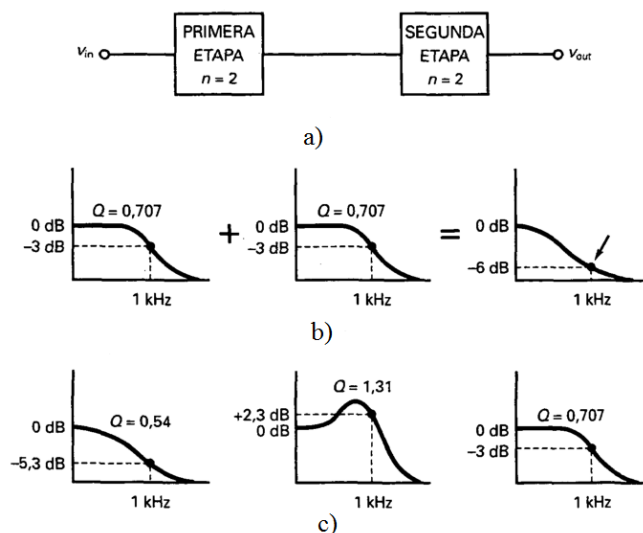 PRIMERA
ETAPA
n = 2
SEGUNDA
ETAPA
n = 2
vin
vout
a)
0 dB
Q = 0,707
–3 dB
1 kHz
+
0 dB
Q = 0,707
–3 dB
1 kHz
=
0 dB
–6 dB
1 kHz
b)
0 dB
Q = 0,54
–5,3 dB
1 kHz
Q = 1,31
+2,3 dB
0 dB
1 kHz
Q = 0,707
0 dB
–3 dB
1 kHz
c)